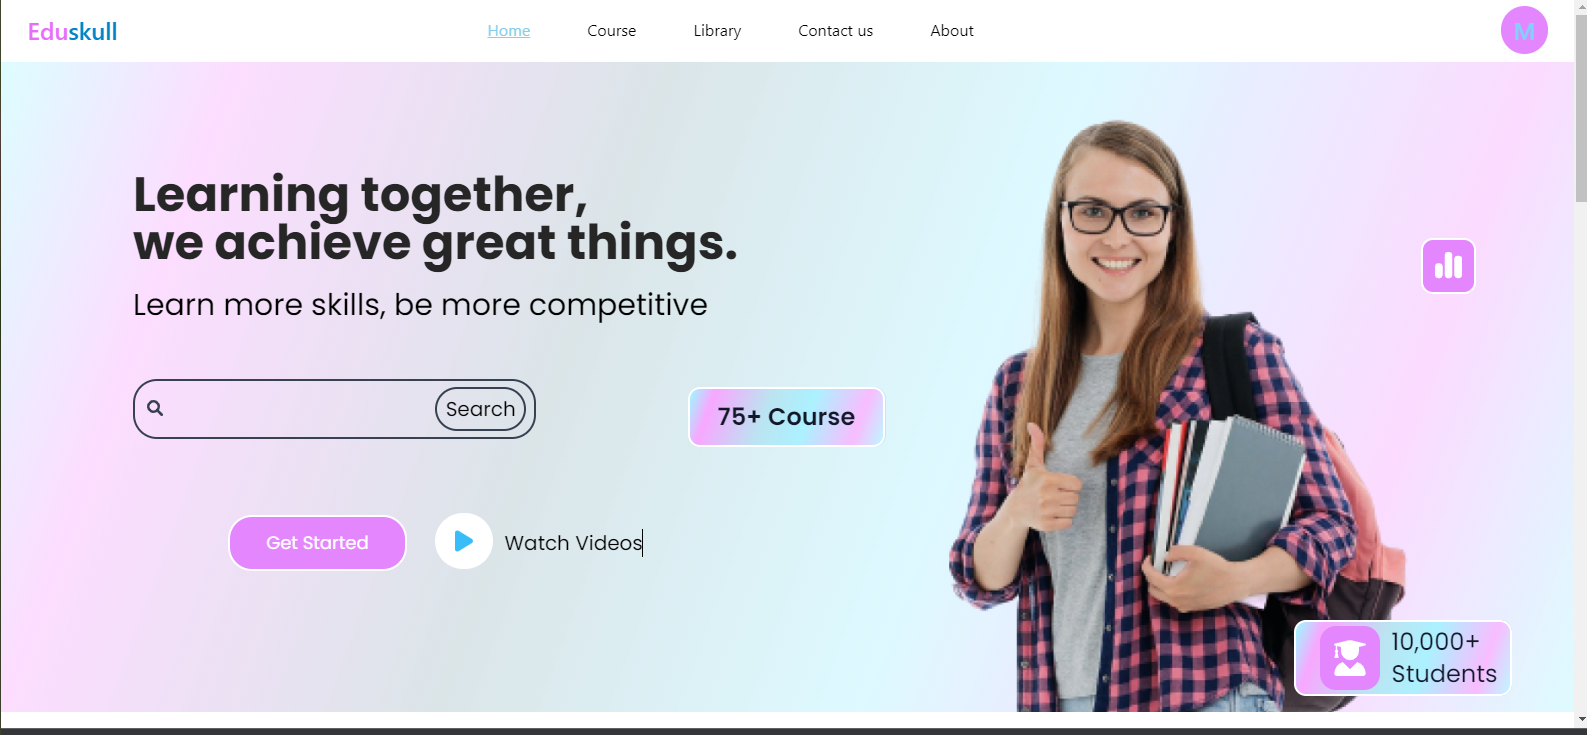 Eduskull
Home
Course
Library
Contact us
About
M
Learning together,
we achieve great things.
Learn more skills, be more competitive
Search
75+ Course
Get Started
Watch Videos
10,000+
Students